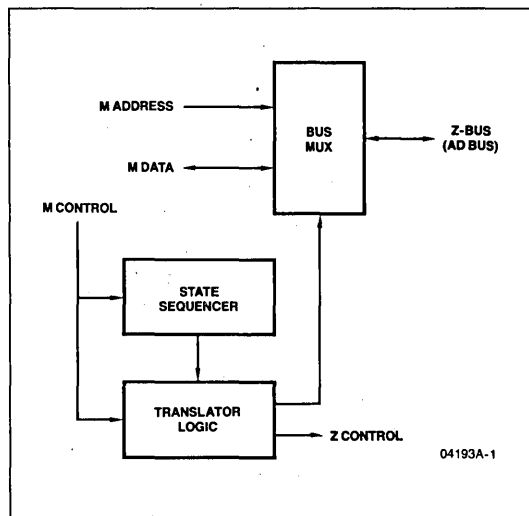 M ADDRESS
M DATA
BUS
MUX
Z-BUS
(AD BUS)
M CONTROL
STATE
SEQUENCER
TRANSLATOR
LOGIC
Z CONTROL
04193A-1